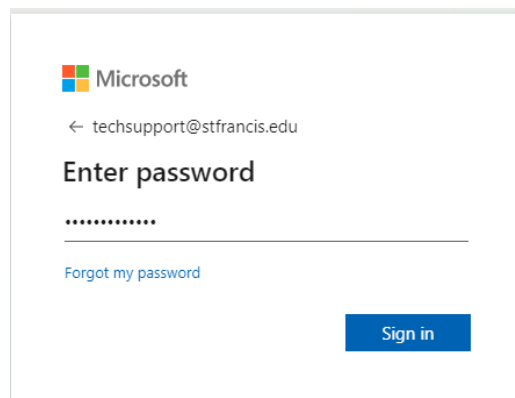 Microsoft
← techsupport@stfrancis.edu
Enter password
•••••••••••••
Forgot my password
Sign in